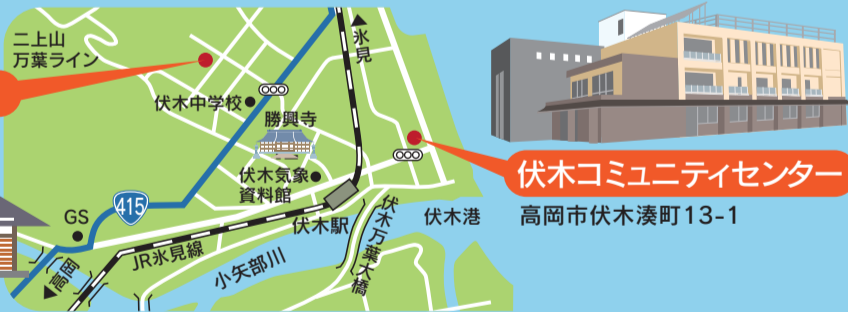 二上山
万葉ライン
▲氷見
伏木中学校
勝興寺
伏木気象
資料館
415
GS
伏木駅
JR氷見線
▼高岡
小矢部川
伏木万葉大橋
伏木港
伏木コミュニティセンター
高岡市伏木湊町13-1